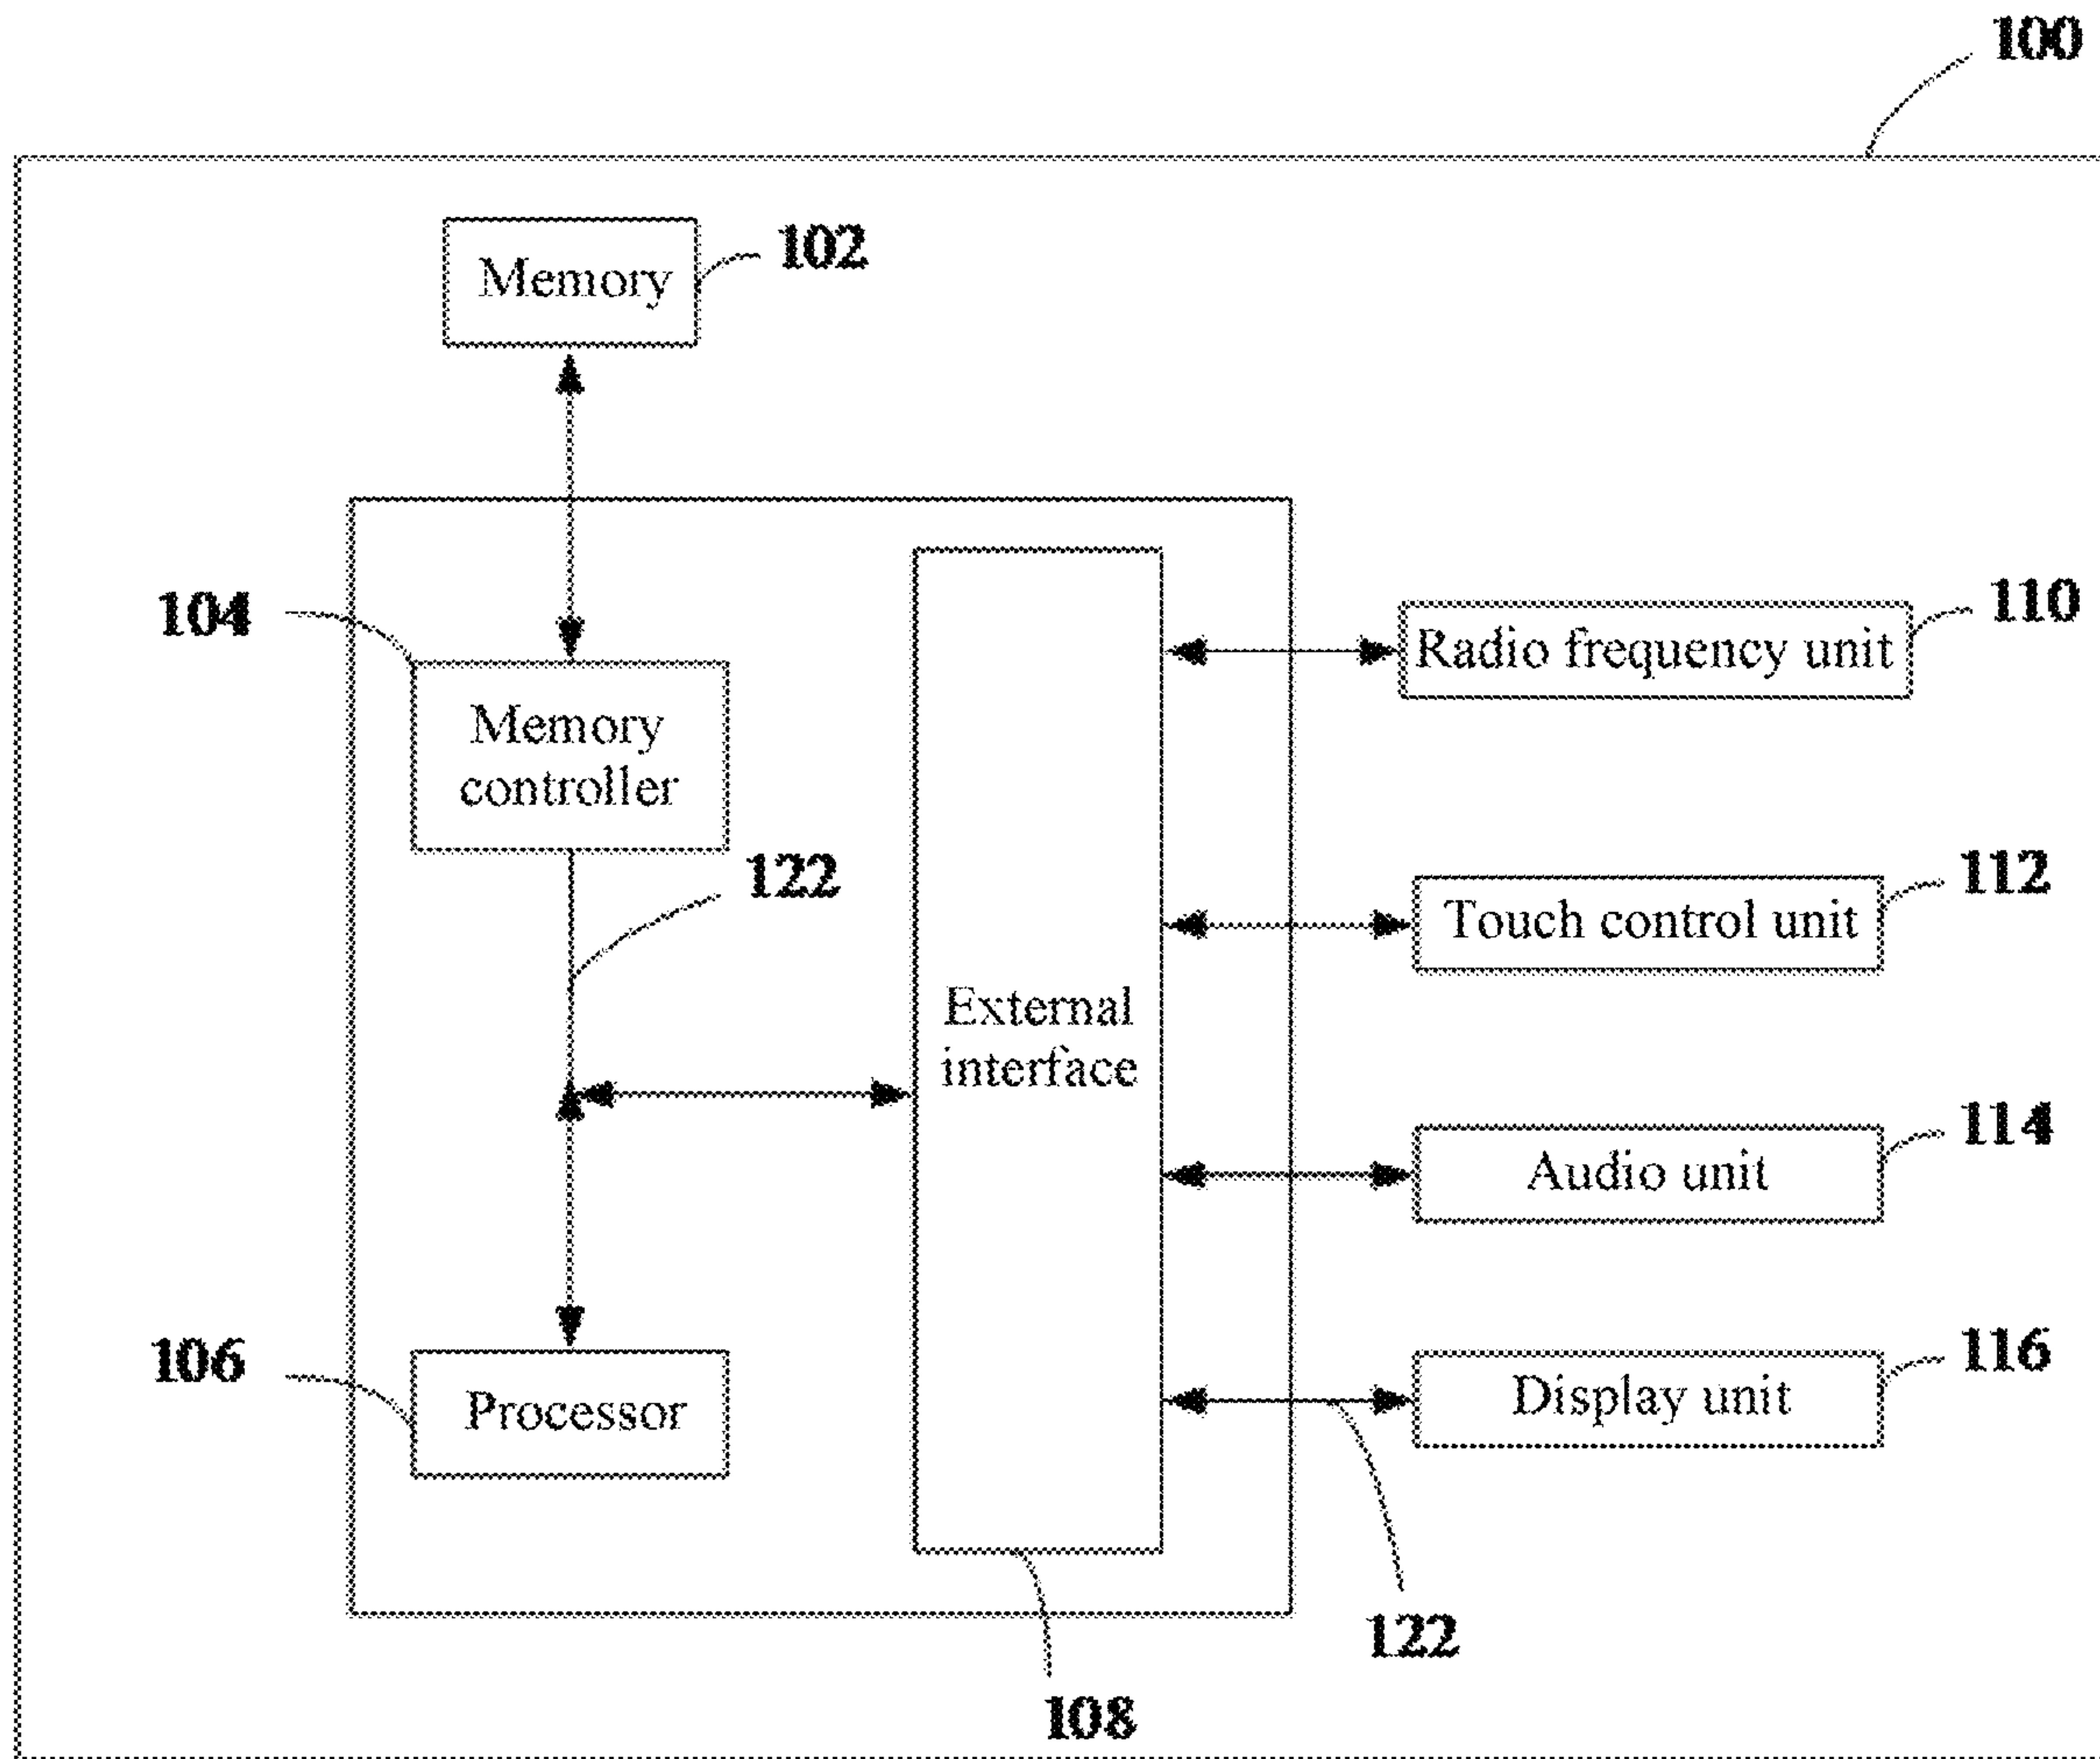 100
Memory
102
104
Memory
controller
122
External
interface
Radio frequency unit
110
Touch control unit
112
Audio unit
114
106
Processor
Display unit
116
122
108